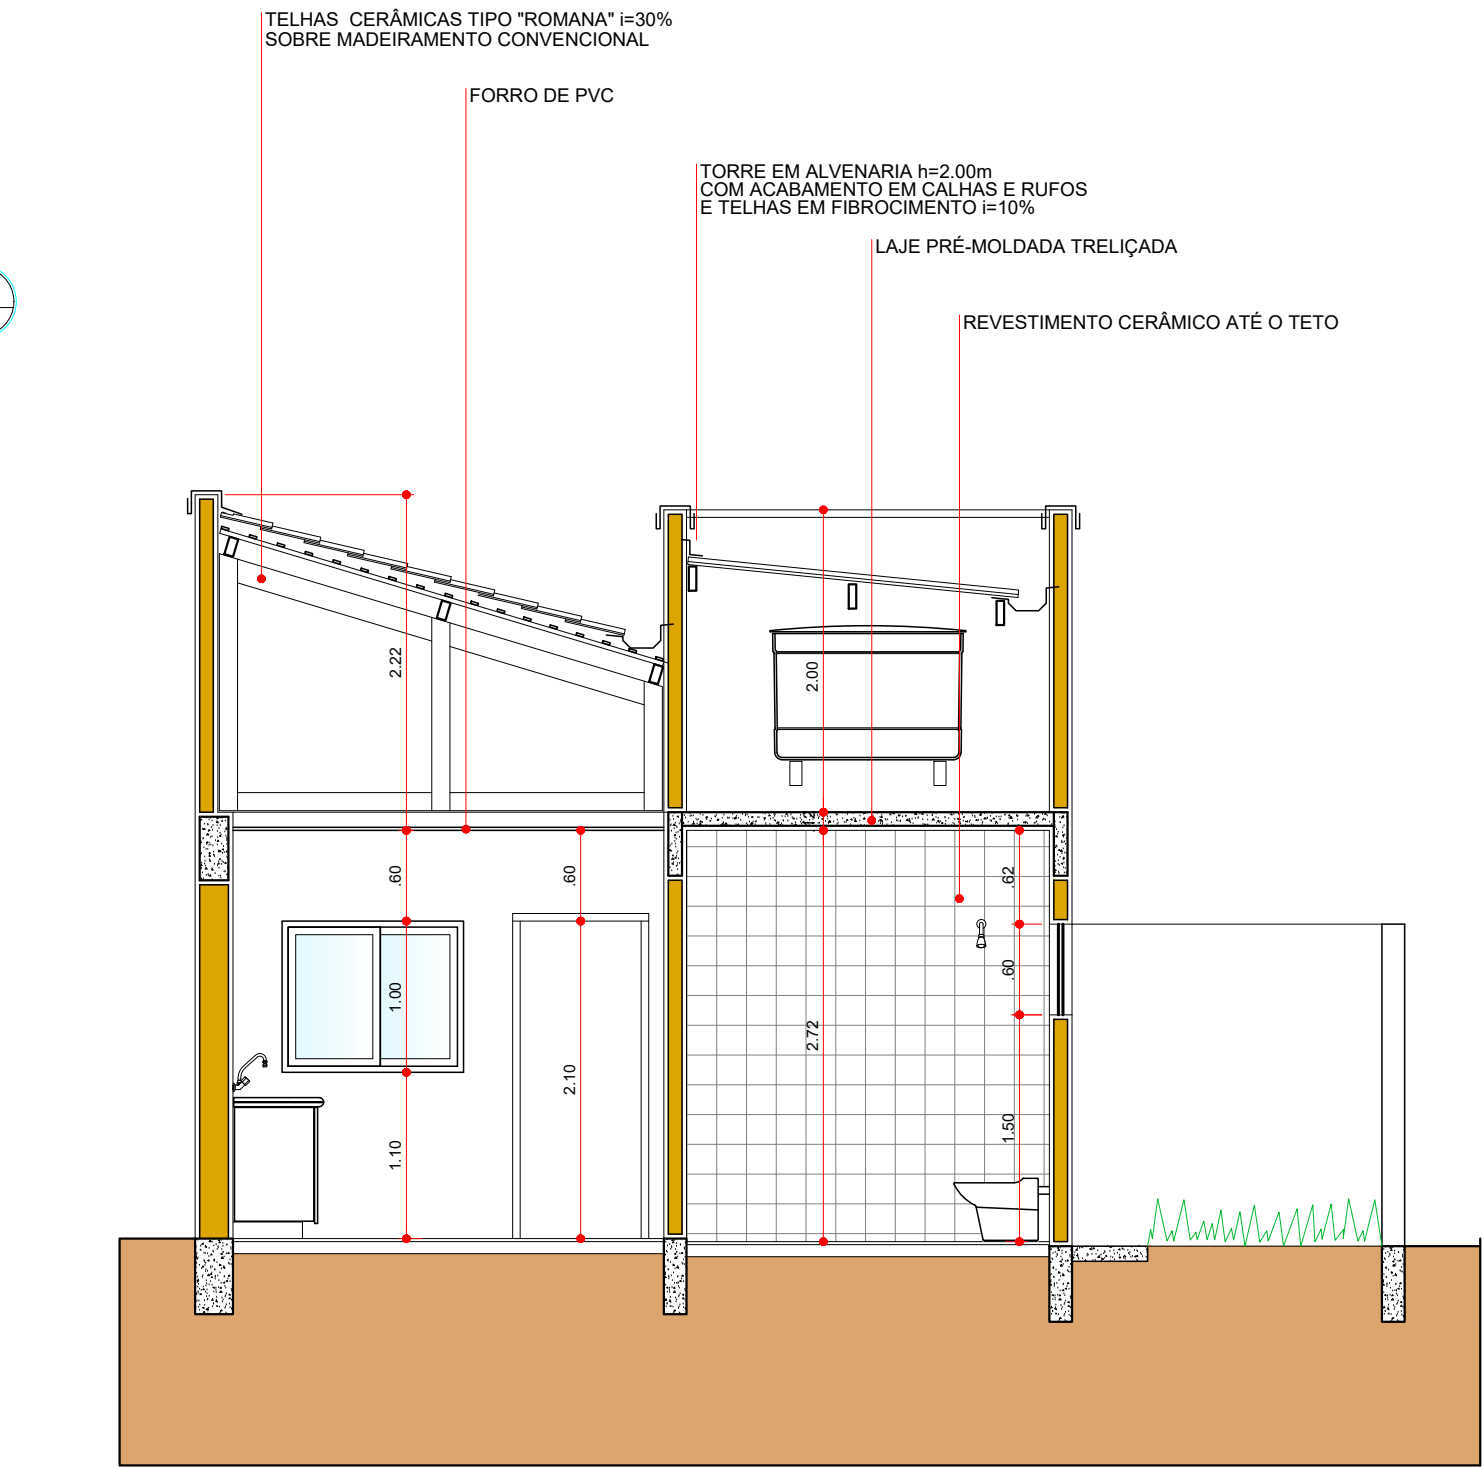 TELHAS  CERÂMICAS TIPO "ROMANA" i=30%
SOBRE MADEIRAMENTO CONVENCIONAL
FORRO DE PVC
TORRE EM ALVENARIA h=2.00m
COM ACABAMENTO EM CALHAS E RUFOS
E TELHAS EM FIBROCIMENTO i=10%
LAJE PRÉ-MOLDADA TRELIÇADA
REVESTIMENTO CERÂMICO ATÉ O TETO
2.22
2.00
.60
.60
.62
1.00
.60
2.72
2.10
1.10
1.50